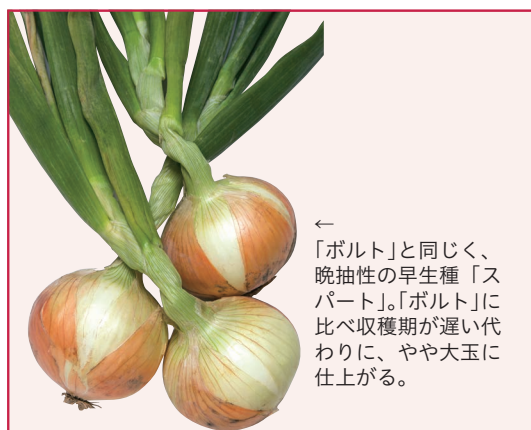 ←
「ボルト」と同じく、
晩抽性の早生種「ス
パート」。「ボルト」に
比べ収穫期が遅い代
わりに、やや大玉に
仕上がる。